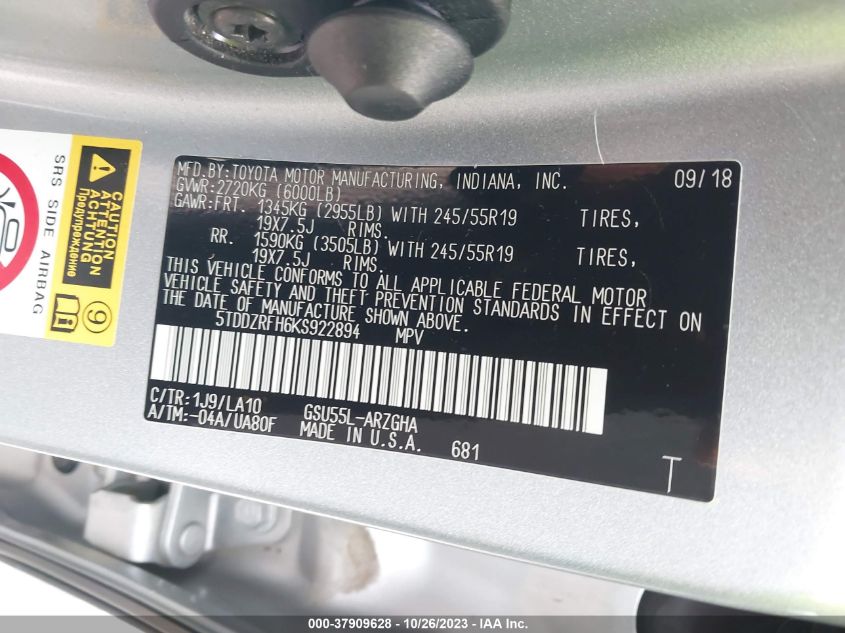 SRS SIDE AIRBAG
CAUTION
ATTENTION
ACHTUNG
Предупреждение
9
MFD.BY:TOYOTA MOTOR MANUFACTURING, INDIANA, INC. 09/18
GVWR:2720KG (6000LB)
GAWR:FRT. 1345KG (2955LB) WITH 245/55R19 TIRES,
19X7.5J RIMS.
RR. 1590KG (3505LB) WITH 245/55R19 TIRES,
19X7.5J RIMS.
THIS VEHICLE CONFORMS TO ALL APPLICABLE FEDERAL MOTOR
VEHICLE SAFETY AND THEFT PREVENTION STANDARDS IN EFFECT ON
THE DATE OF MANUFACTURE SHOWN ABOVE.
5TDDZRFH6KS922894 MPV
C/TR:1J9/LA10 GSU55L-ARZGHA
A/TM:-04A/UA80F MADE IN U.S.A. 681
T
000-37909628 - 10/26/2023 - IAA Inc.